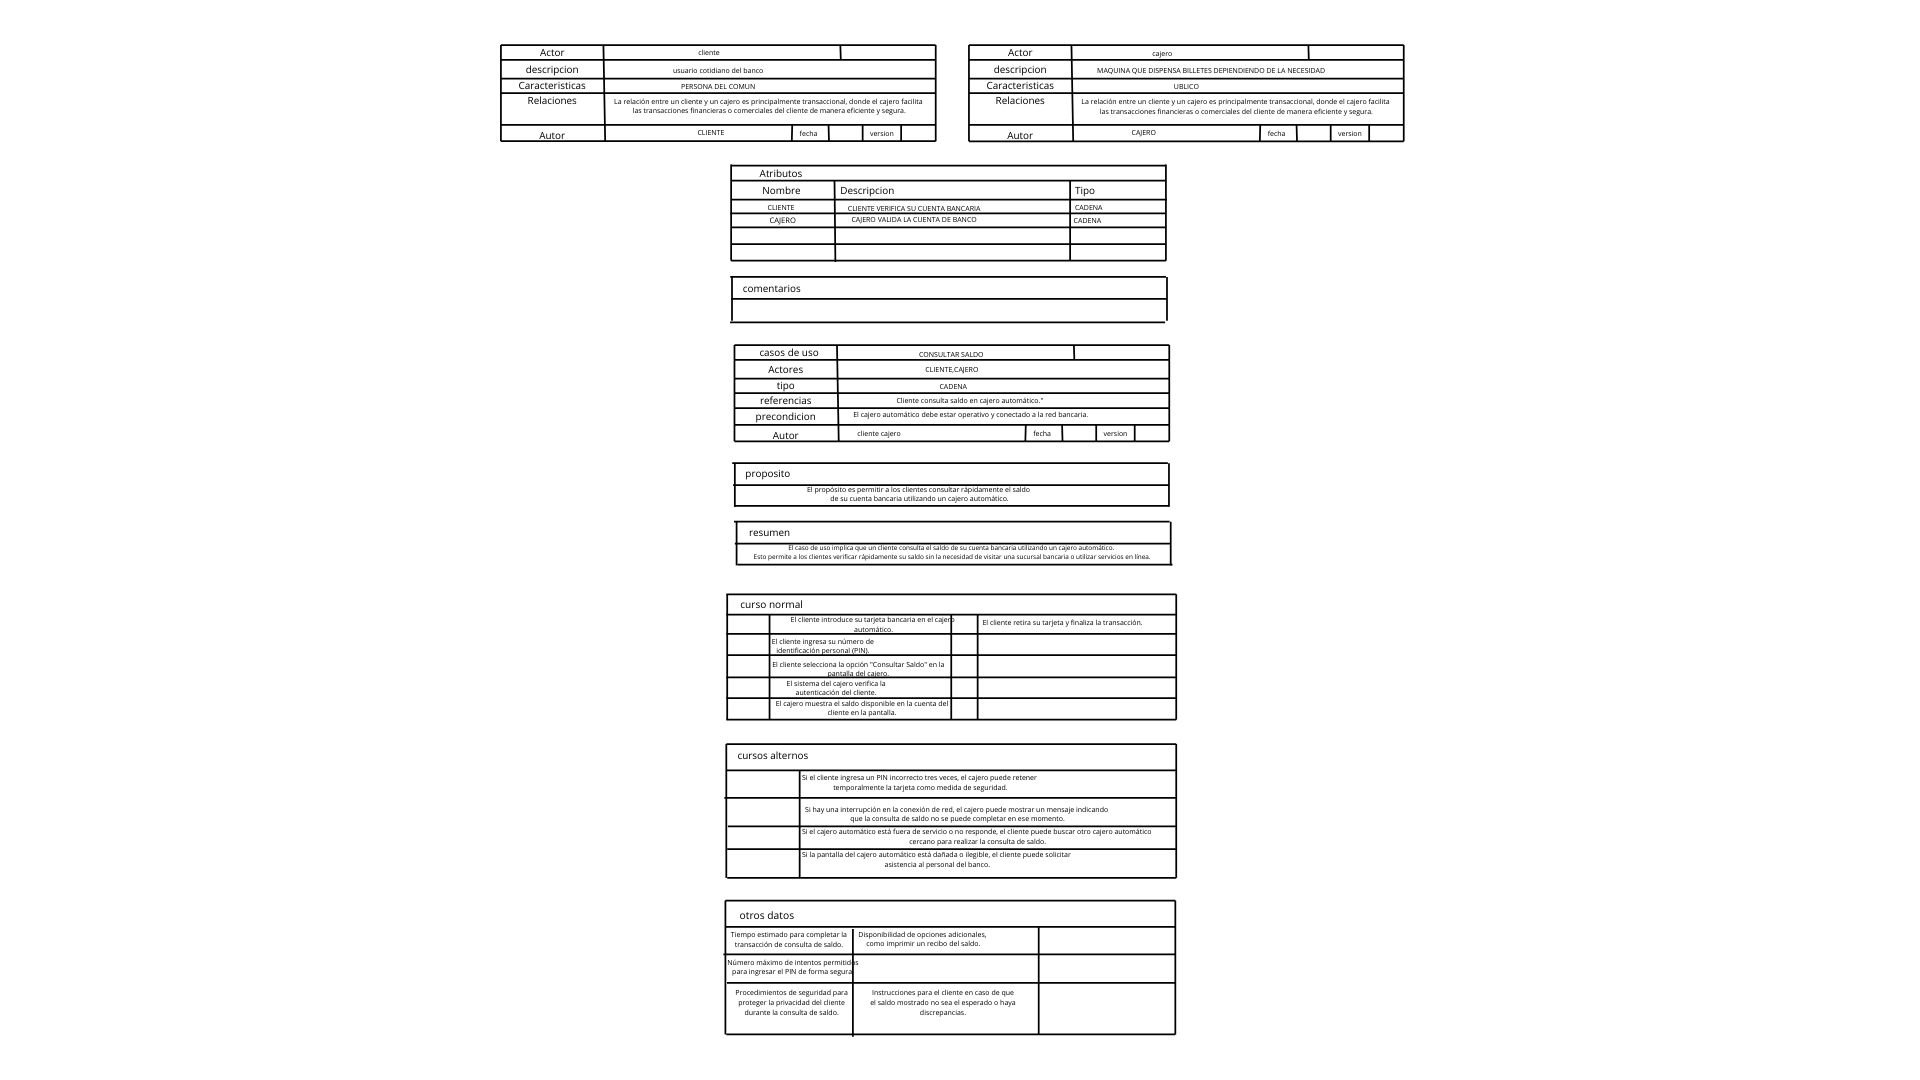 Actor cliente
descripcion usuario cotidiano del banco
Caracteristicas PERSONA DEL COMUN
Relaciones La relación entre un cliente y un cajero es principalmente transaccional, donde el cajero facilita
las transacciones financieras o comerciales del cliente de manera eficiente y segura.
Autor CLIENTE fecha version
Actor cajero
descripcion MAQUINA QUE DISPENSA BILLETES DEPIENDIENDO DE LA NECESIDAD
Caracteristicas UBLICO
Relaciones La relación entre un cliente y un cajero es principalmente transaccional, donde el cajero facilita
las transacciones financieras o comerciales del cliente de manera eficiente y segura.
Autor CAJERO fecha version
Atributos
Nombre Descripcion Tipo
CLIENTE CLIENTE VERIFICA SU CUENTA BANCARIA CADENA
CAJERO CAJERO VALIDA LA CUENTA DE BANCO CADENA
comentarios
casos de uso CONSULTAR SALDO
Actores CLIENTE,CAJERO
tipo CADENA
referencias Cliente consulta saldo en cajero automático."
precondicion El cajero automático debe estar operativo y conectado a la red bancaria.
Autor cliente cajero fecha version
proposito
El propósito es permitir a los clientes consultar rápidamente el saldo
de su cuenta bancaria utilizando un cajero automático.
resumen
El caso de uso implica que un cliente consulta el saldo de su cuenta bancaria utilizando un cajero automático.
Esto permite a los clientes verificar rápidamente su saldo sin la necesidad de visitar una sucursal bancaria o utilizar servicios en línea.
curso normal
El cliente introduce su tarjeta bancaria en el cajero
automático.
El cliente retira su tarjeta y finaliza la transacción.
El cliente ingresa su número de
identificación personal (PIN).
El cliente selecciona la opción "Consultar Saldo" en la
pantalla del cajero.
El sistema del cajero verifica la
autenticación del cliente.
El cajero muestra el saldo disponible en la cuenta del
cliente en la pantalla.
cursos alternos
Si el cliente ingresa un PIN incorrecto tres veces, el cajero puede retener
temporalmente la tarjeta como medida de seguridad.
Si hay una interrupción en la conexión de red, el cajero puede mostrar un mensaje indicando
que la consulta de saldo no se puede completar en ese momento.
Si el cajero automático está fuera de servicio o no responde, el cliente puede buscar otro cajero automático
cercano para realizar la consulta de saldo.
Si la pantalla del cajero automático está dañada o ilegible, el cliente puede solicitar
asistencia al personal del banco.
otros datos
Tiempo estimado para completar la
transacción de consulta de saldo.
Disponibilidad de opciones adicionales,
como imprimir un recibo del saldo.
Número máximo de intentos permitidos
para ingresar el PIN de forma segura
Procedimientos de seguridad para
proteger la privacidad del cliente
durante la consulta de saldo.
Instrucciones para el cliente en caso de que
el saldo mostrado no sea el esperado o haya
discrepancias.